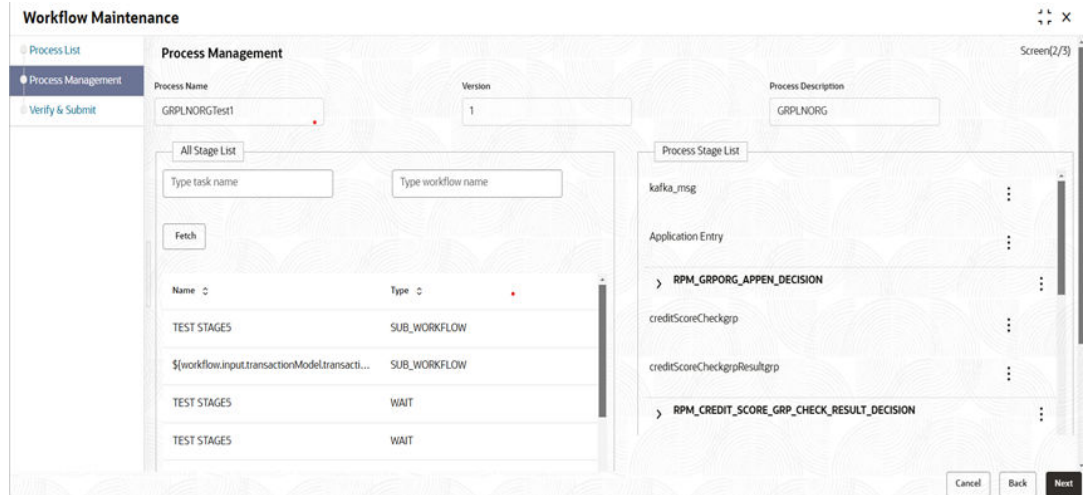 Workflow Maintenance
Process List
Process Management
Verify & Submit
Process Management
Screen(2/3)
Process Name
Version
Process Description
GRPLNORGTest1
1
GRPLNORG
All Stage List
Type task name
Type workflow name
Fetch
Name
Type
TEST STAGE5
SUB_WORKFLOW
${workflow.input.transactionModel.transacti...
SUB_WORKFLOW
TEST STAGE5
WAIT
TEST STAGE5
WAIT
Process Stage List
kafka_msg
Application Entry
RPM_GRPORG_APPEN_DECISION
creditScoreCheckgrp
creditScoreCheckgrpResultgrp
RPM_CREDIT_SCORE_GRP_CHECK_RESULT_DECISION
Cancel
Back
Next